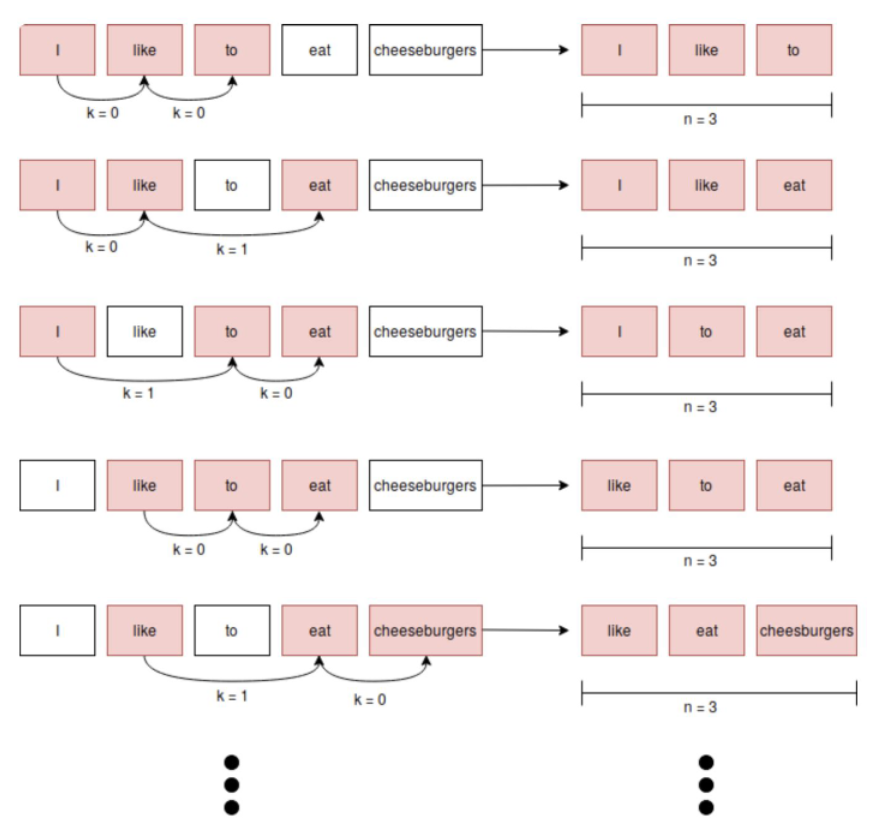 I like to eat cheeseburgers I like to
k = 0 k = 0
n = 3
I like to eat cheeseburgers I like eat
k = 0 k = 1
n = 3
I like to eat cheeseburgers I to eat
k = 1 k = 0
n = 3
I like to eat cheeseburgers like to eat
k = 0 k = 0
n = 3
I like to eat cheeseburgers like eat cheesburgers
k = 1 k = 0
n = 3